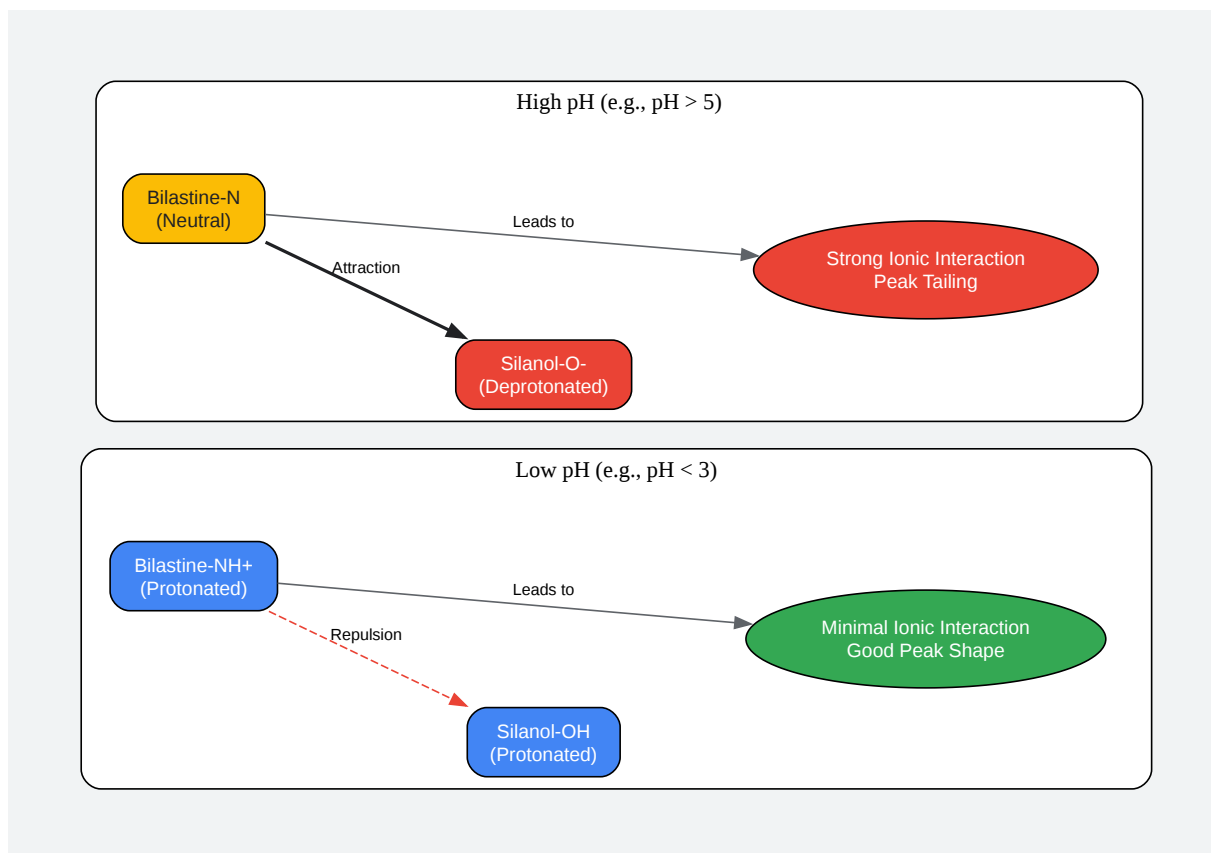 High pH (e.g., pH > 5)
Bilastine-N
(Neutral)
Leads to
Strong Ionic Interaction
Peak Tailing
Attraction
Silanol-O-
(Deprotonated)
Low pH (e.g., pH < 3)
Bilastine-NH+
(Protonated)
Leads to
Minimal Ionic Interaction
Good Peak Shape
Repulsion
Silanol-OH
(Protonated)